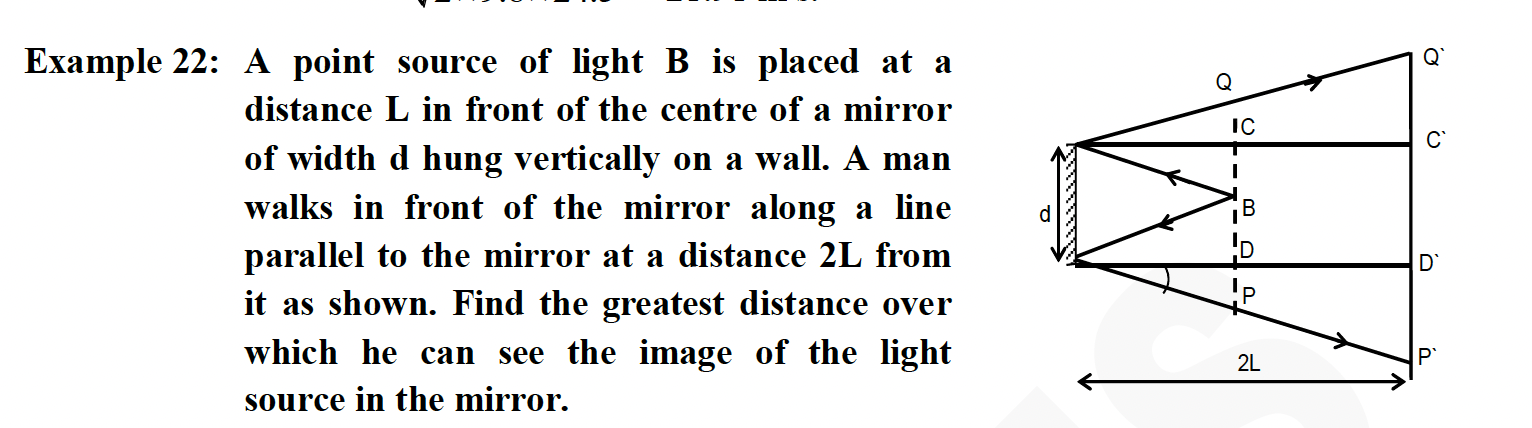 Example 22: A point source of light B is placed at a
distance L in front of the centre of a mirror
of width d hung vertically on a wall. A man
walks in front of the mirror along a line
parallel to the mirror at a distance 2L from
it as shown. Find the greatest distance over
which he can see the image of the light
source in the mirror.
Q`
Q
C
C`
d
B
D
D`
P
P`
2L